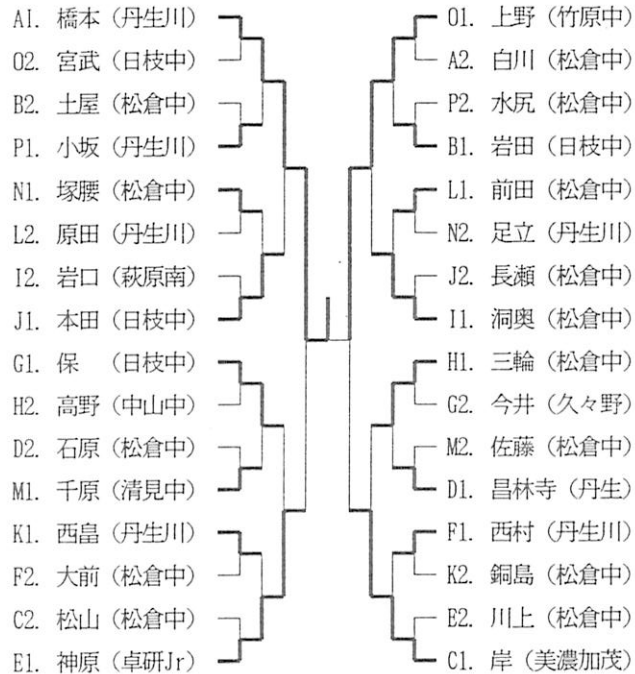 A1. 橋本（丹生川）
O2. 宮武（日枝中）
B2. 土屋（松倉中）
P1. 小坂（丹生川）
N1. 塚腰（松倉中）
L2. 原田（丹生川）
I2. 岩口（萩原南）
J1. 本田（日枝中）
G1. 保　（日枝中）
H2. 高野（中山中）
D2. 石原（松倉中）
M1. 千原（清見中）
K1. 西畠（丹生川）
F2. 大前（松倉中）
C2. 松山（松倉中）
E1. 神原（卓研Jr）
O1. 上野（竹原中）
A2. 白川（松倉中）
P2. 水尻（松倉中）
B1. 岩田（日枝中）
L1. 前田（松倉中）
N2. 足立（丹生川）
J2. 長瀬（松倉中）
I1. 洞奥（松倉中）
H1. 三輪（松倉中）
G2. 今井（久々野）
M2. 佐藤（松倉中）
D1. 昌林寺（丹生）
F1. 西村（丹生川）
K2. 銅島（松倉中）
E2. 川上（松倉中）
C1. 岸（美濃加茂）